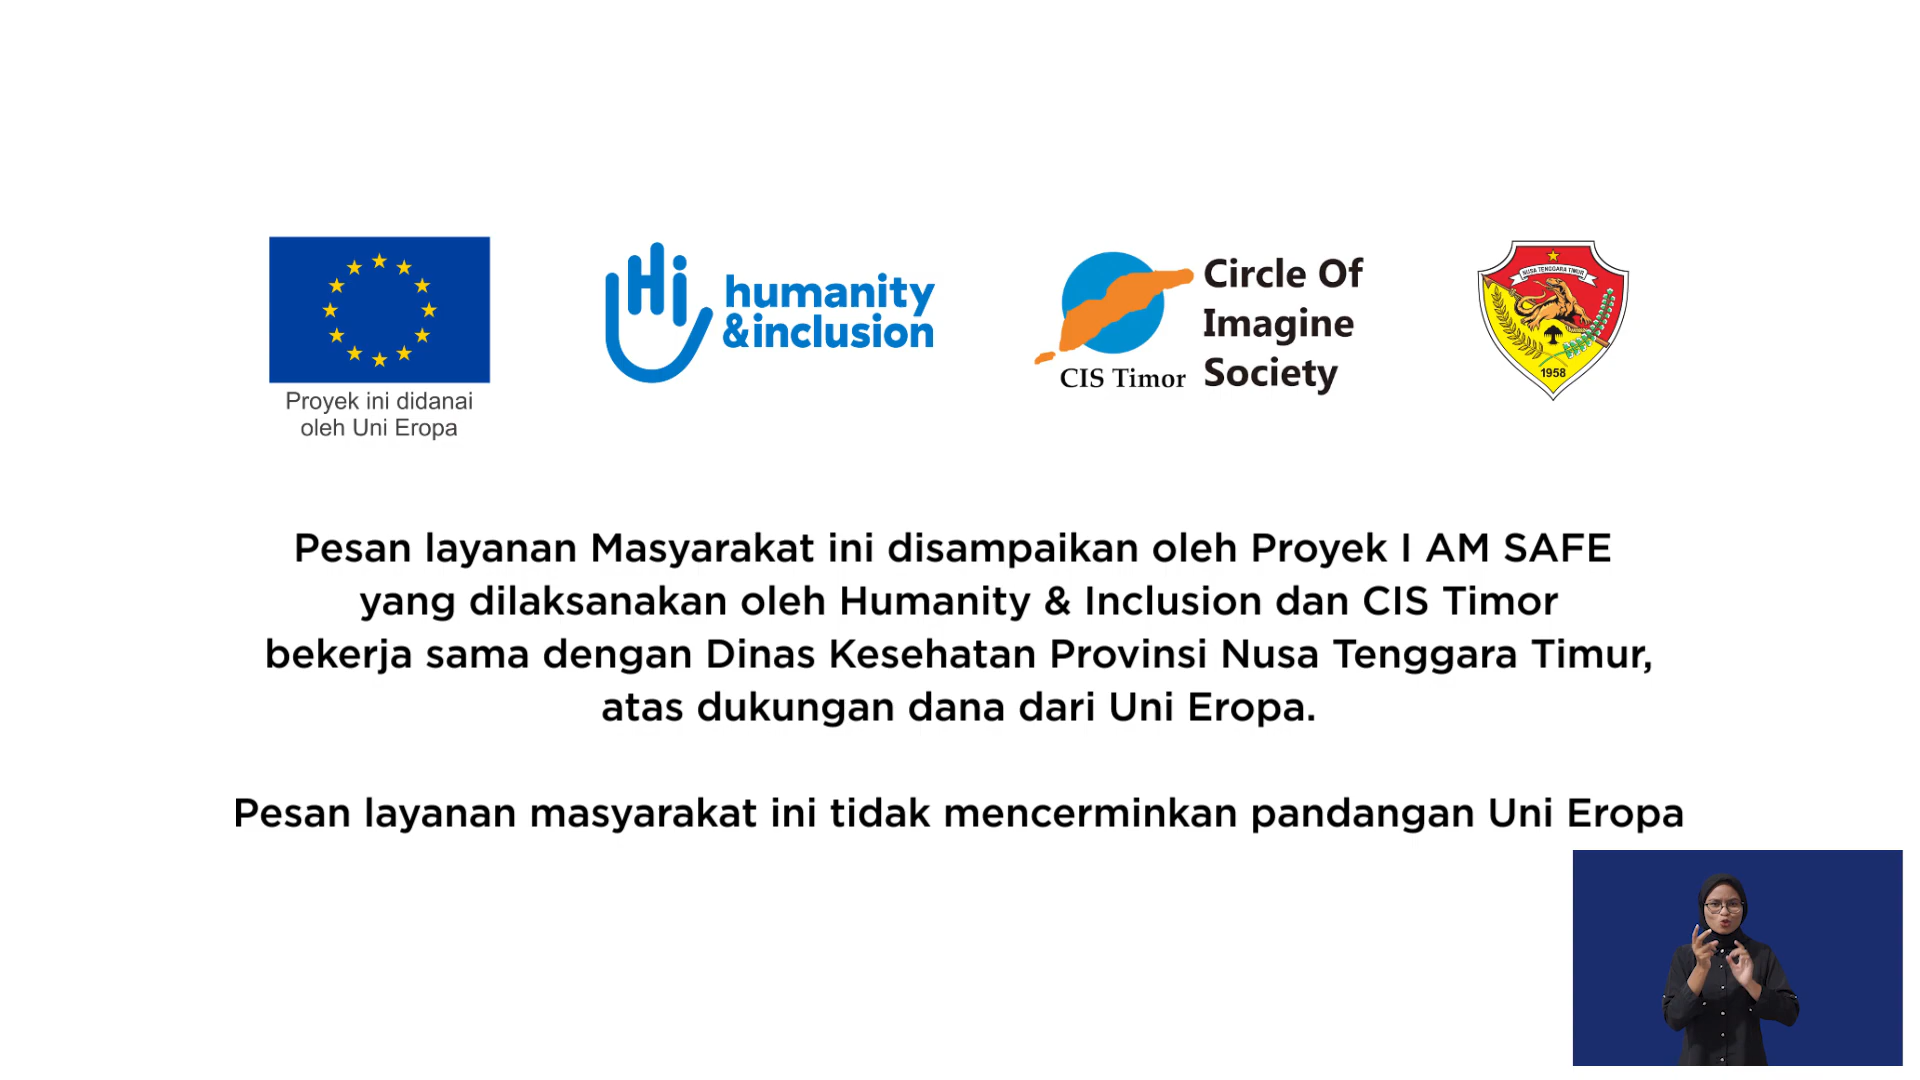 Proyek ini didanai
oleh Uni Eropa
Hi
humanity
&inclusion
CIS Timor
Circle Of
Imagine
Society
NUSA TENGGARA TIMUR
1958
Pesan layanan Masyarakat ini disampaikan oleh Proyek I AM SAFE
yang dilaksanakan oleh Humanity & Inclusion dan CIS Timor
bekerja sama dengan Dinas Kesehatan Provinsi Nusa Tenggara Timur,
atas dukungan dana dari Uni Eropa.
Pesan layanan masyarakat ini tidak mencerminkan pandangan Uni Eropa